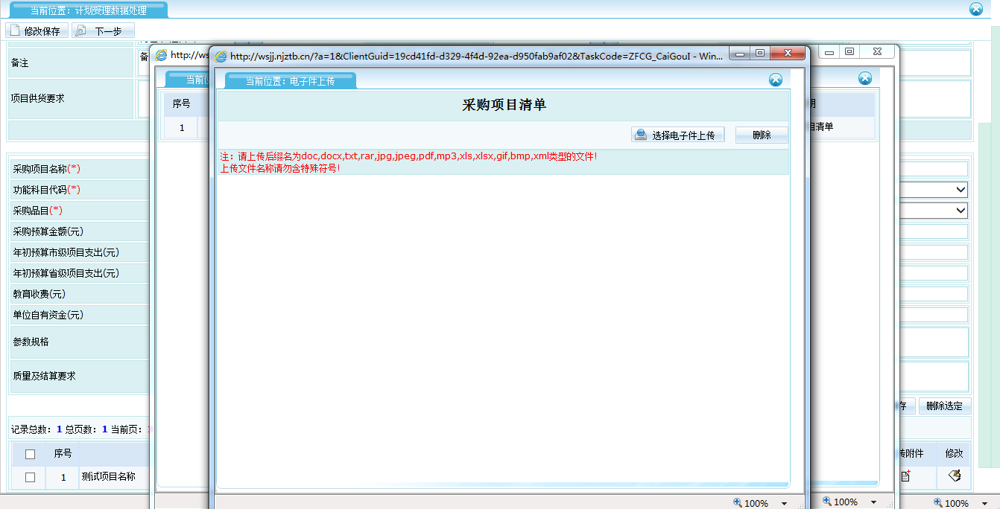 当前位置：计划受理数据处理
修改保存 下一步
备注
备
项目供货要求
采购项目名称(*)
功能科目代码(*)
采购品目(*)
采购预算金额(元)
年初预算市级项目支出(元)
年初预算省级项目支出(元)
教育收费(元)
单位自有资金(元)
参数规格
质量及结算要求
存 删除选定
记录总数：1 总页数：1 当前页：
序号
传附件 修改
1 测试项目名称
100%
http://ws
当前位
序号
1
期
目清单
100%
http://wsjj.njztb.cn/?a=1&ClientGuid=19cd41fd-d329-4f4d-92ea-d950fab9af02&TaskCode=ZFCG_CaiGouI - Win...
当前位置：电子件上传
采购项目清单
选择电子件上传 删除
注：请上传后缀名为doc,docx,txt,rar,jpg,jpeg,pdf,mp3,xls,xlsx,gif,bmp,xml类型的文件!
上传文件名称请勿含特殊符号!
100%